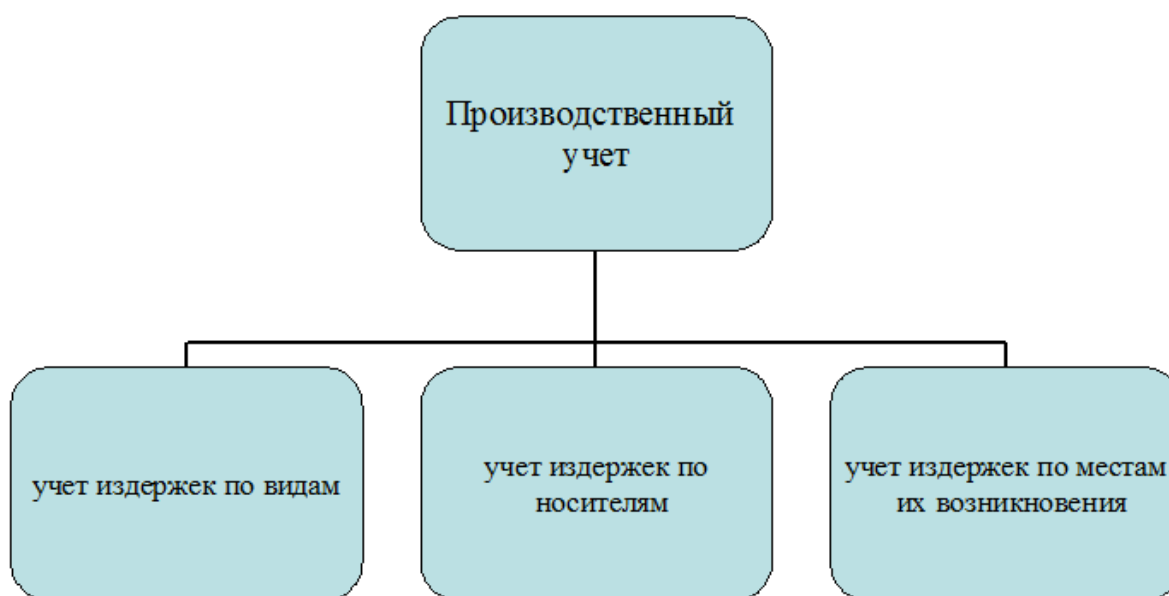 Производственный
учет
учет издержек по видам
учет издержек по
носителям
учет издержек по местам
их возникновения